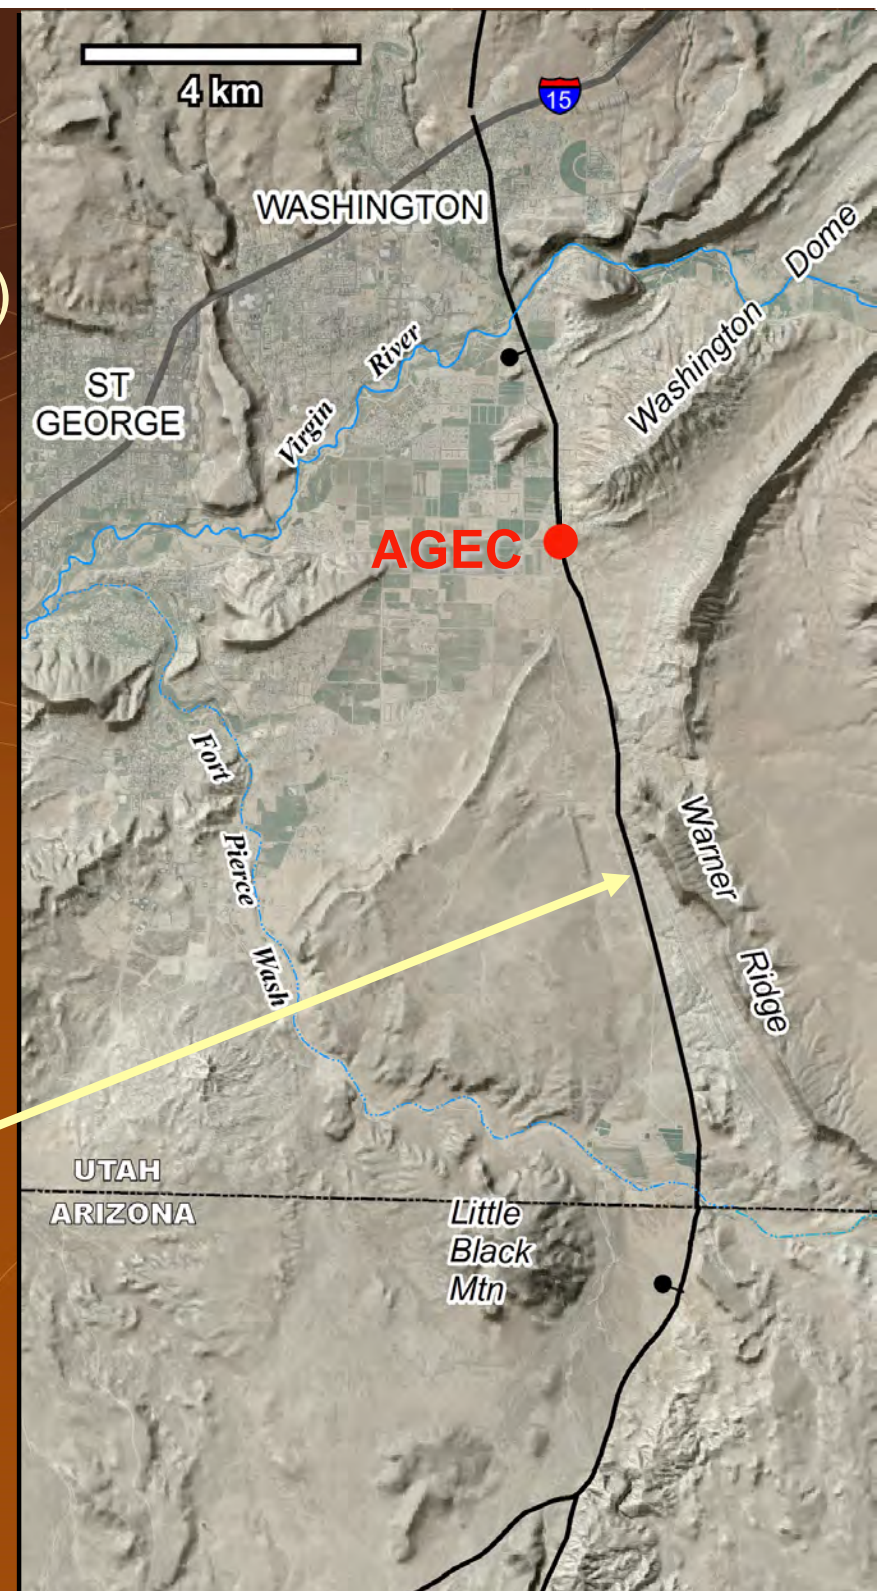 4 km
15
WASHINGTON
Dome
Washington
)
River
Virgin
ST
GEORGE
AGEC
Fort
Pierce
Wash
Warner
Ridge
UTAH
ARIZONA
Little
Black
Mtn